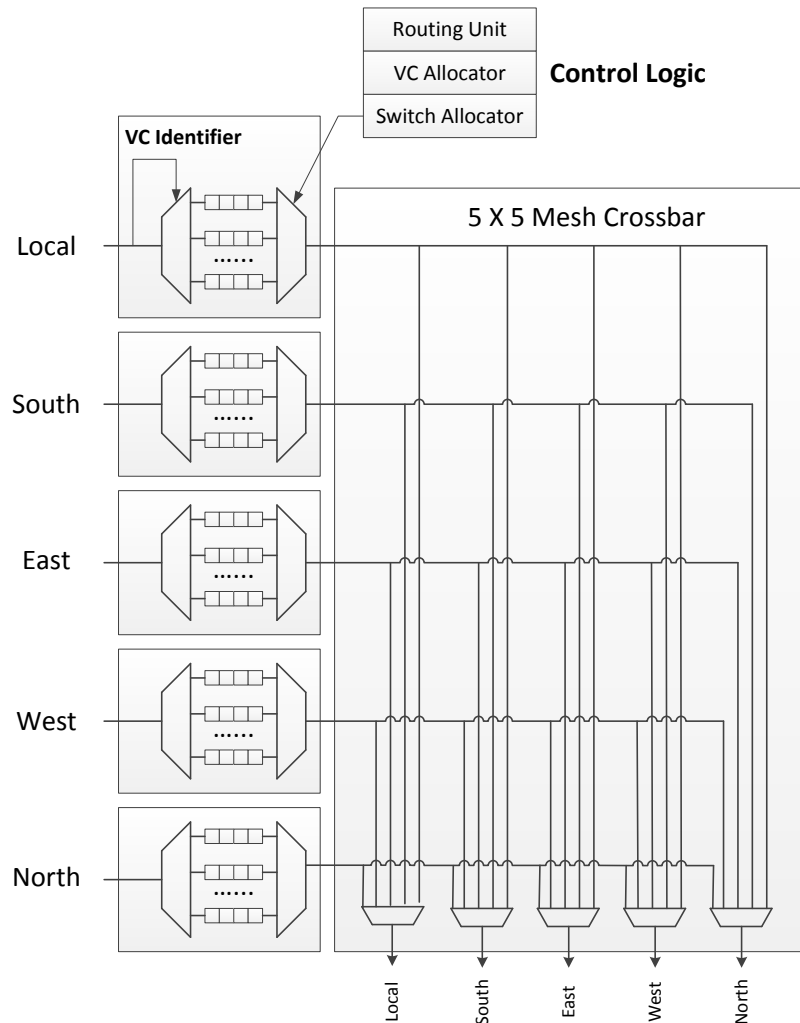 Routing Unit
VC Allocator
Control Logic
Switch Allocator
VC Identifier
......
5 X 5 Mesh Crossbar
Local
......
South
......
East
......
West
......
North
Local
South
East
West
North